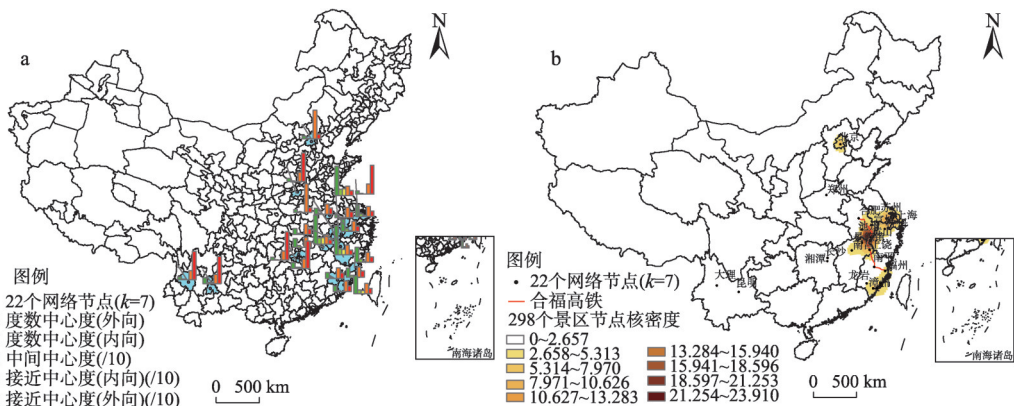 a
N
图例
22个网络节点(k=7)
度数中心度(外向)
度数中心度(内向)
中间中心度(/10)
接近中心度(内向)(/10)
接近中心度(外向)(/10)
0 500 km
南海诸岛
b
N
北京
郑州
上海
长沙
湘潭
龙岩
大理
昆明
图例
22个网络节点(k=7)
合福高铁
298个景区节点核密度
0~2.657
2.658~5.313
5.314~7.970
7.971~10.626
10.627~13.283
13.284~15.940
15.941~18.596
18.597~21.253
21.254~23.910
0 500 km
南海诸岛